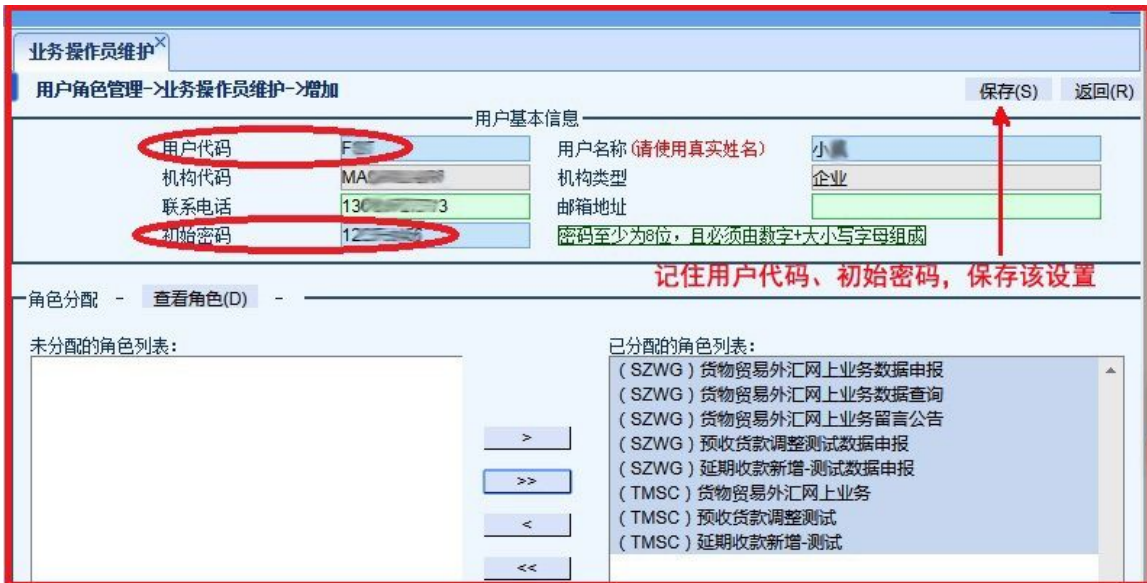 业务操作员维护
用户角色管理->业务操作员维护->增加
保存(S) 返回(R)
用户基本信息
用户代码 F 用户名称(请使用真实姓名) 小
机构代码 MA 机构类型 企业
联系电话 130 3 邮箱地址
初始密码 12 密码至少为8位，且必须由数字+大小写字母组成
记住用户代码、初始密码，保存该设置
角色分配 - 查看角色(D) -
未分配的角色列表： 已分配的角色列表：
(SZWG)货物贸易外汇网上业务数据申报
(SZWG)货物贸易外汇网上业务数据查询
(SZWG)货物贸易外汇网上业务留言公告
(SZWG)预收货款调整测试数据申报
(SZWG)延期收款新增-测试数据申报
(TMSC)货物贸易外汇网上业务
(TMSC)预收货款调整测试
(TMSC)延期收款新增-测试
>
>>
<
<<